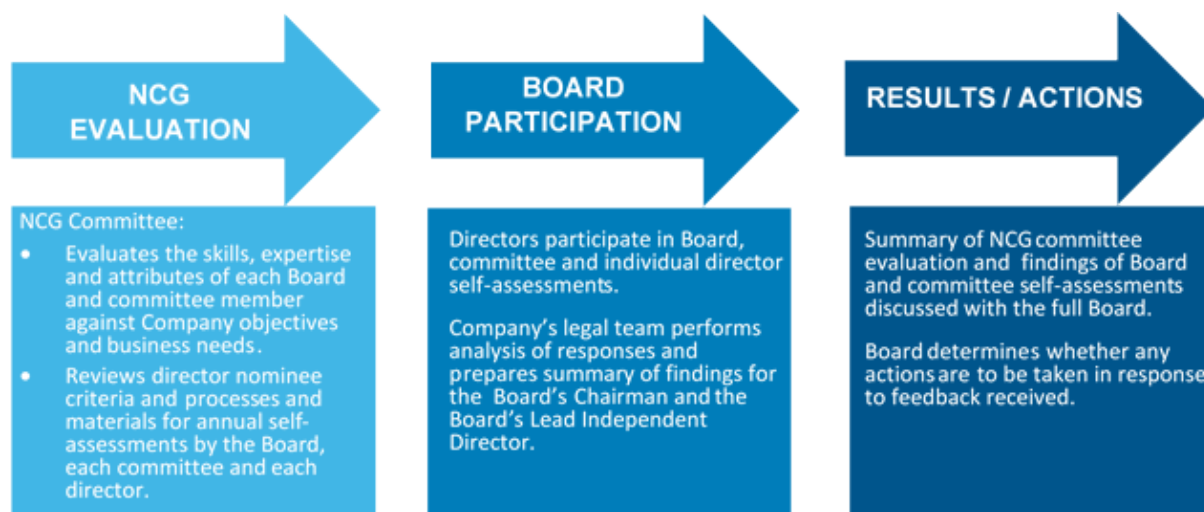 NCG
EVALUATION
NCG Committee:
• Evaluates the skills, expertise
and attributes of each Board
and committee member
against Company objectives
and business needs.
• Reviews director nominee
criteria and processes and
materials for annual self-
assessments by the Board,
each committee and each
director.
BOARD
PARTICIPATION
Directors participate in Board,
committee and individual director
self-assessments.
Company's legal team performs
analysis of responses and
prepares summary of findings for
the Board's Chairman and the
Board's Lead Independent
Director.
RESULTS / ACTIONS
Summary of NCG committee
evaluation and findings of Board
and committee self-assessments
discussed with the full Board.
Board determines whether any
actions are to be taken in response
to feedback received.